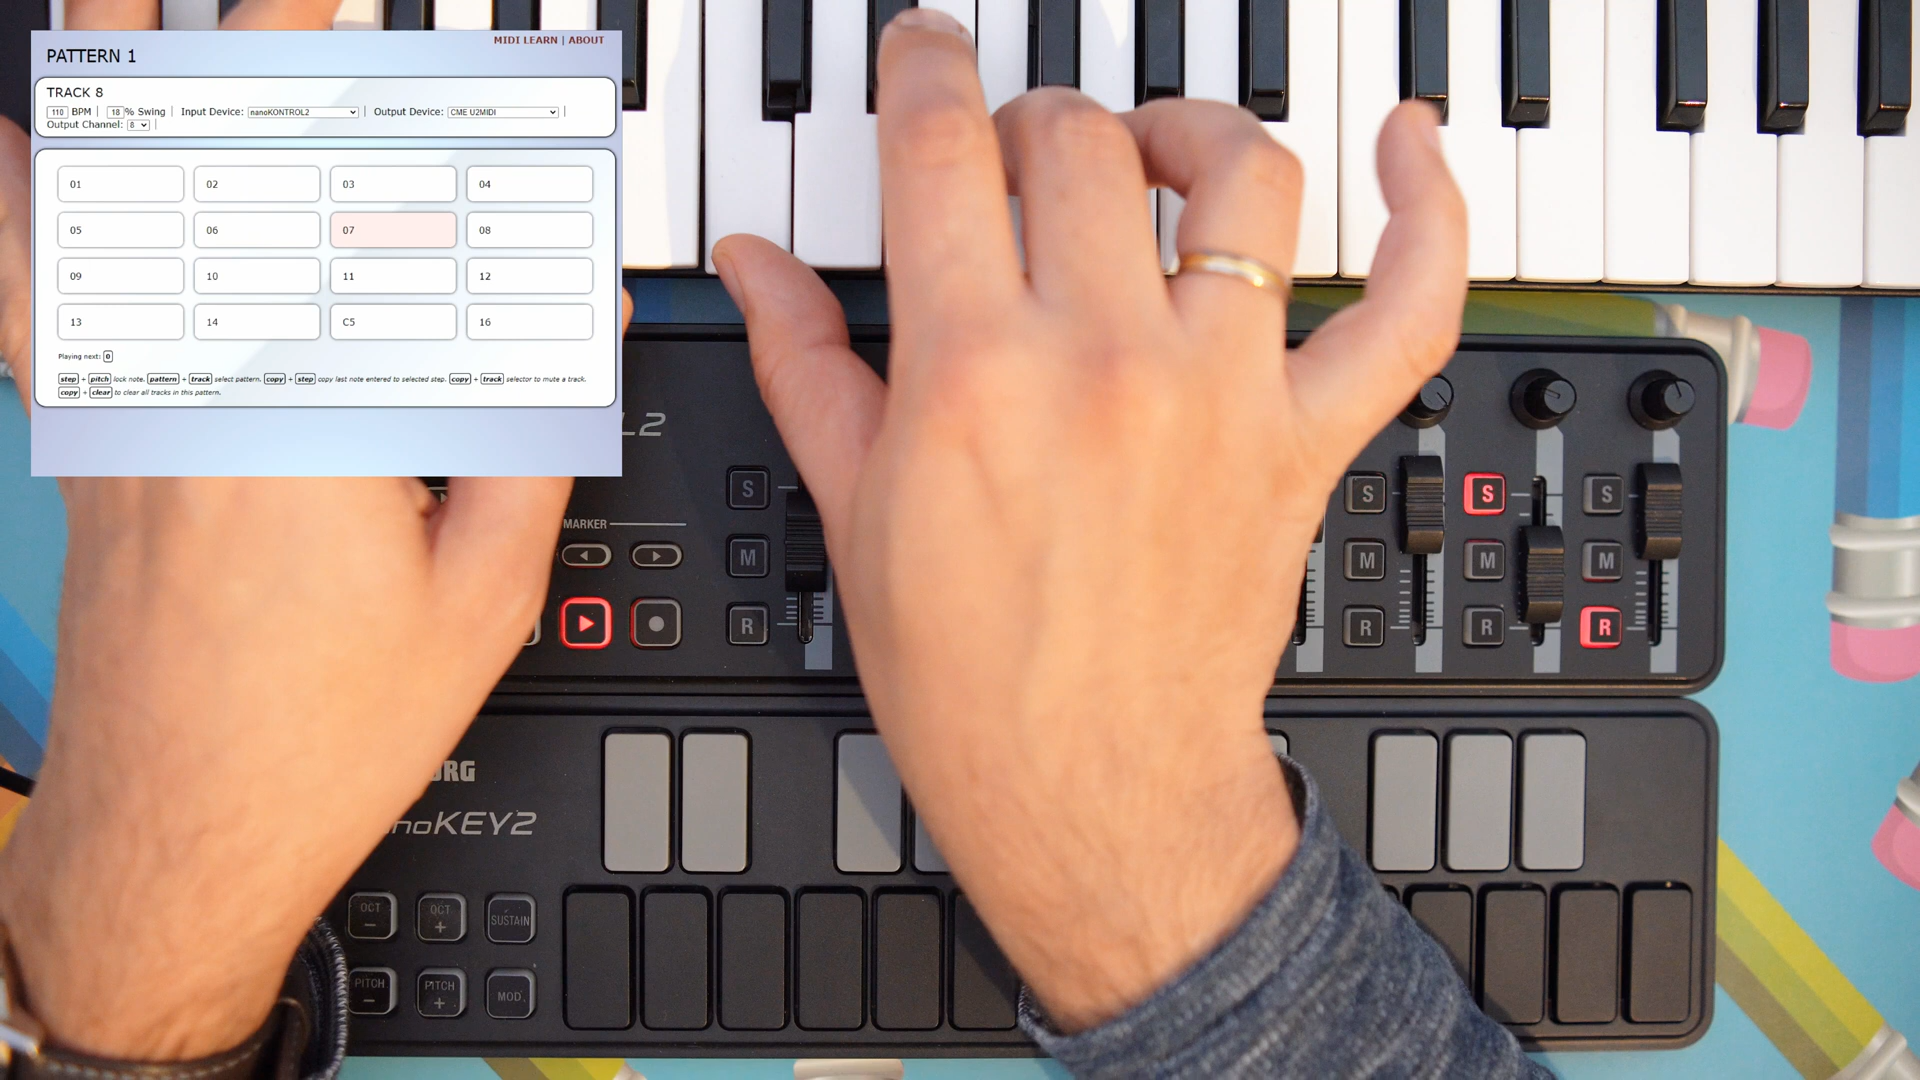 MIDI LEARN | ABOUT
PATTERN 1
TRACK 8
110 BPM | 18 % Swing | Input Device: nanoKONTROL2 | Output Device: CME U2MIDI |
Output Channel: 8 |
01 02 03 04
05 06 07 08
09 10 11 12
13 14 C5 16
Playing next: 0
step + pitch lock note. pattern + track select pattern. copy + step copy last note entered to selected step. copy + track selector to mute a track.
copy + clear to clear all tracks in this pattern.
L2
S S S S
MARKER
M M M M
R R R R
ORG
noKEY2
OCT - OCT + SUSTAIN
PITCH - PITCH + MOD